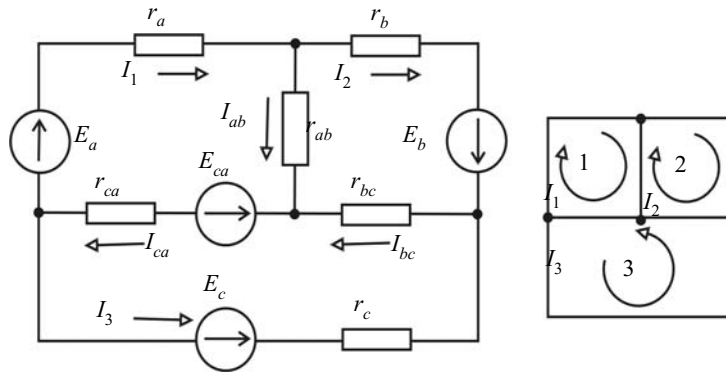 r_a r_b
I_1 I_2
I_ab r_ab
E_a E_b
r_ca E_ca r_bc
I_ca I_bc
I_3 E_c r_c
1 2
I_1 I_2
I_3 3